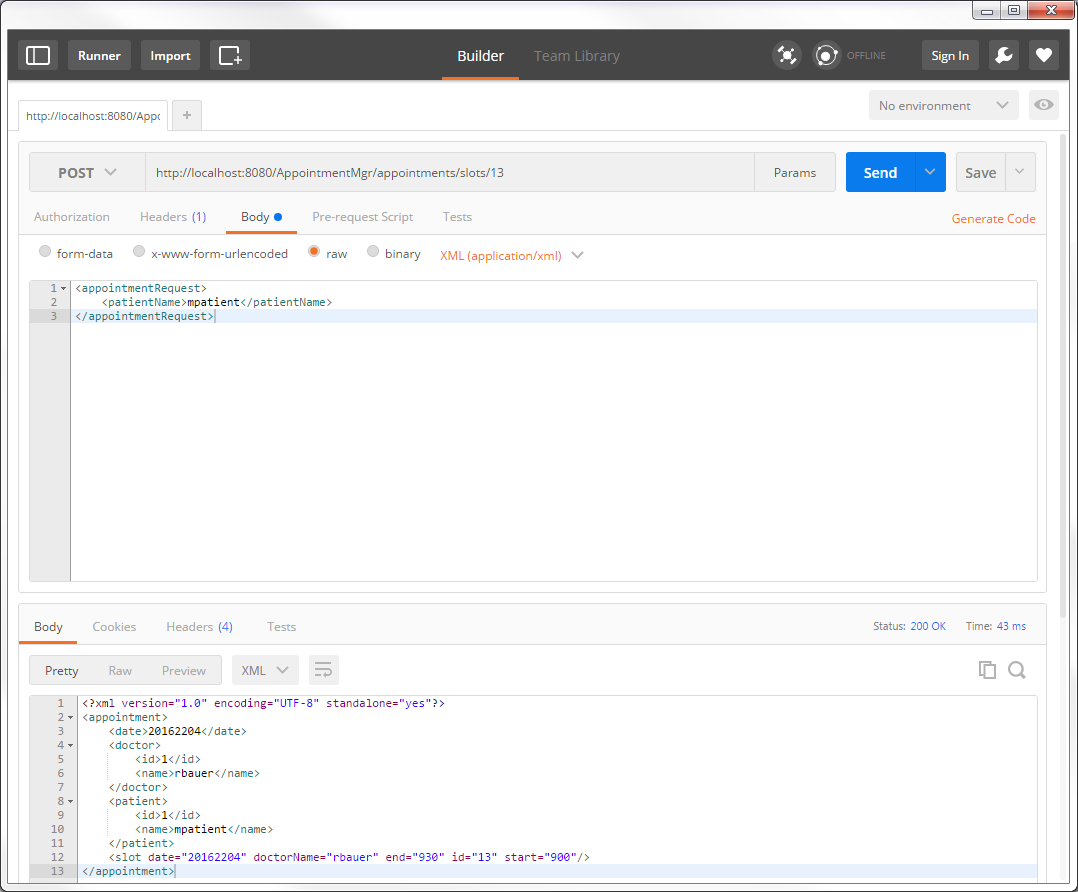 Runner Import Builder Team Library OFFLINE Sign In
http://localhost:8080/Appo + No environment
POST http://localhost:8080/AppointmentMgr/appointments/slots/13 Params Send Save
Authorization Headers (1) Body Pre-request Script Tests Generate Code
form-data x-www-form-urlencoded raw binary XML (application/xml)
1 <appointmentRequest>
2 <patientName>mpatient</patientName>
3 </appointmentRequest>
Body Cookies Headers (4) Tests Status: 200 OK Time: 43 ms
Pretty Raw Preview XML
1 <?xml version="1.0" encoding="UTF-8" standalone="yes"?>
2 <appointment>
3 <date>20162204</date>
4 <doctor>
5 <id>1</id>
6 <name>rbauer</name>
7 </doctor>
8 <patient>
9 <id>1</id>
10 <name>mpatient</name>
11 </patient>
12 <slot date="20162204" doctorName="rbauer" end="930" id="13" start="900"/>
13 </appointment>